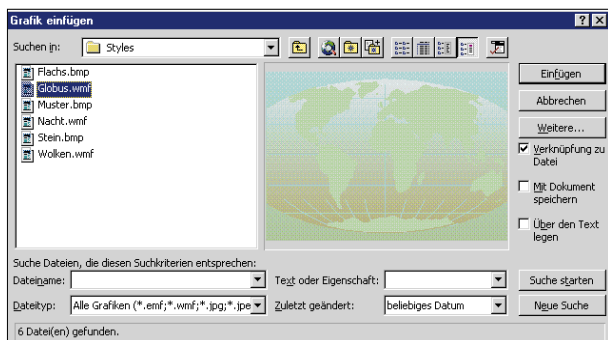 Grafik einfügen
Suchen in: Styles
Flachs.bmp
Globus.wmf
Muster.bmp
Nacht.wmf
Stein.bmp
Wolken.wmf
Einfügen
Abbrechen
Weitere...
Verknüpfung zu
Datei
Mit Dokument
speichern
Über den Text
legen
Suche Dateien, die diesen Suchkriterien entsprechen:
Dateiname: Text oder Eigenschaft: Suche starten
Dateityp: Alle Grafiken (*.emf;*.wmf;*.jpg;*.jpe Zuletzt geändert: beliebiges Datum Neue Suche
6 Datei(en) gefunden.